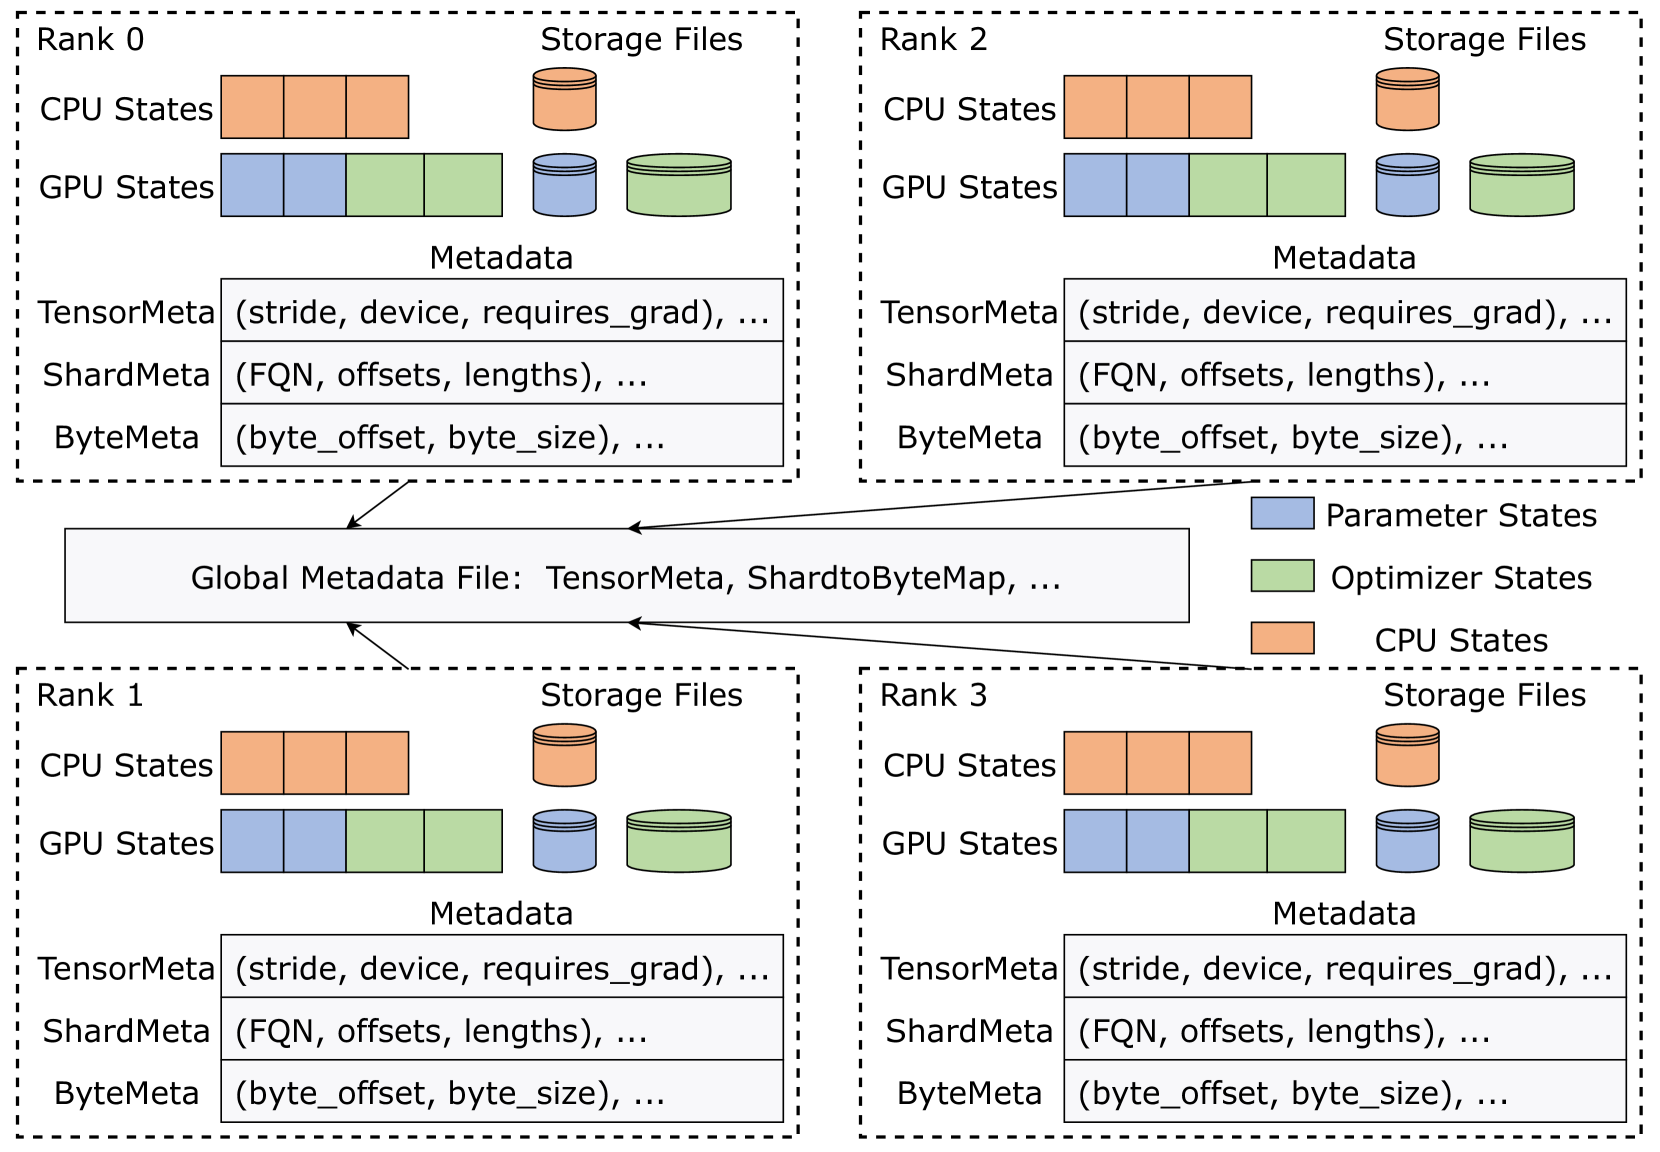 Rank 0
Storage Files
CPU States
GPU States
Metadata
TensorMeta (stride, device, requires_grad), ...
ShardMeta (FQN, offsets, lengths), ...
ByteMeta (byte_offset, byte_size), ...
Rank 2
Storage Files
CPU States
GPU States
Metadata
TensorMeta (stride, device, requires_grad), ...
ShardMeta (FQN, offsets, lengths), ...
ByteMeta (byte_offset, byte_size), ...
Global Metadata File: TensorMeta, ShardtoByteMap, ...
Parameter States
Optimizer States
CPU States
Rank 1
Storage Files
CPU States
GPU States
Metadata
TensorMeta (stride, device, requires_grad), ...
ShardMeta (FQN, offsets, lengths), ...
ByteMeta (byte_offset, byte_size), ...
Rank 3
Storage Files
CPU States
GPU States
Metadata
TensorMeta (stride, device, requires_grad), ...
ShardMeta (FQN, offsets, lengths), ...
ByteMeta (byte_offset, byte_size), ...